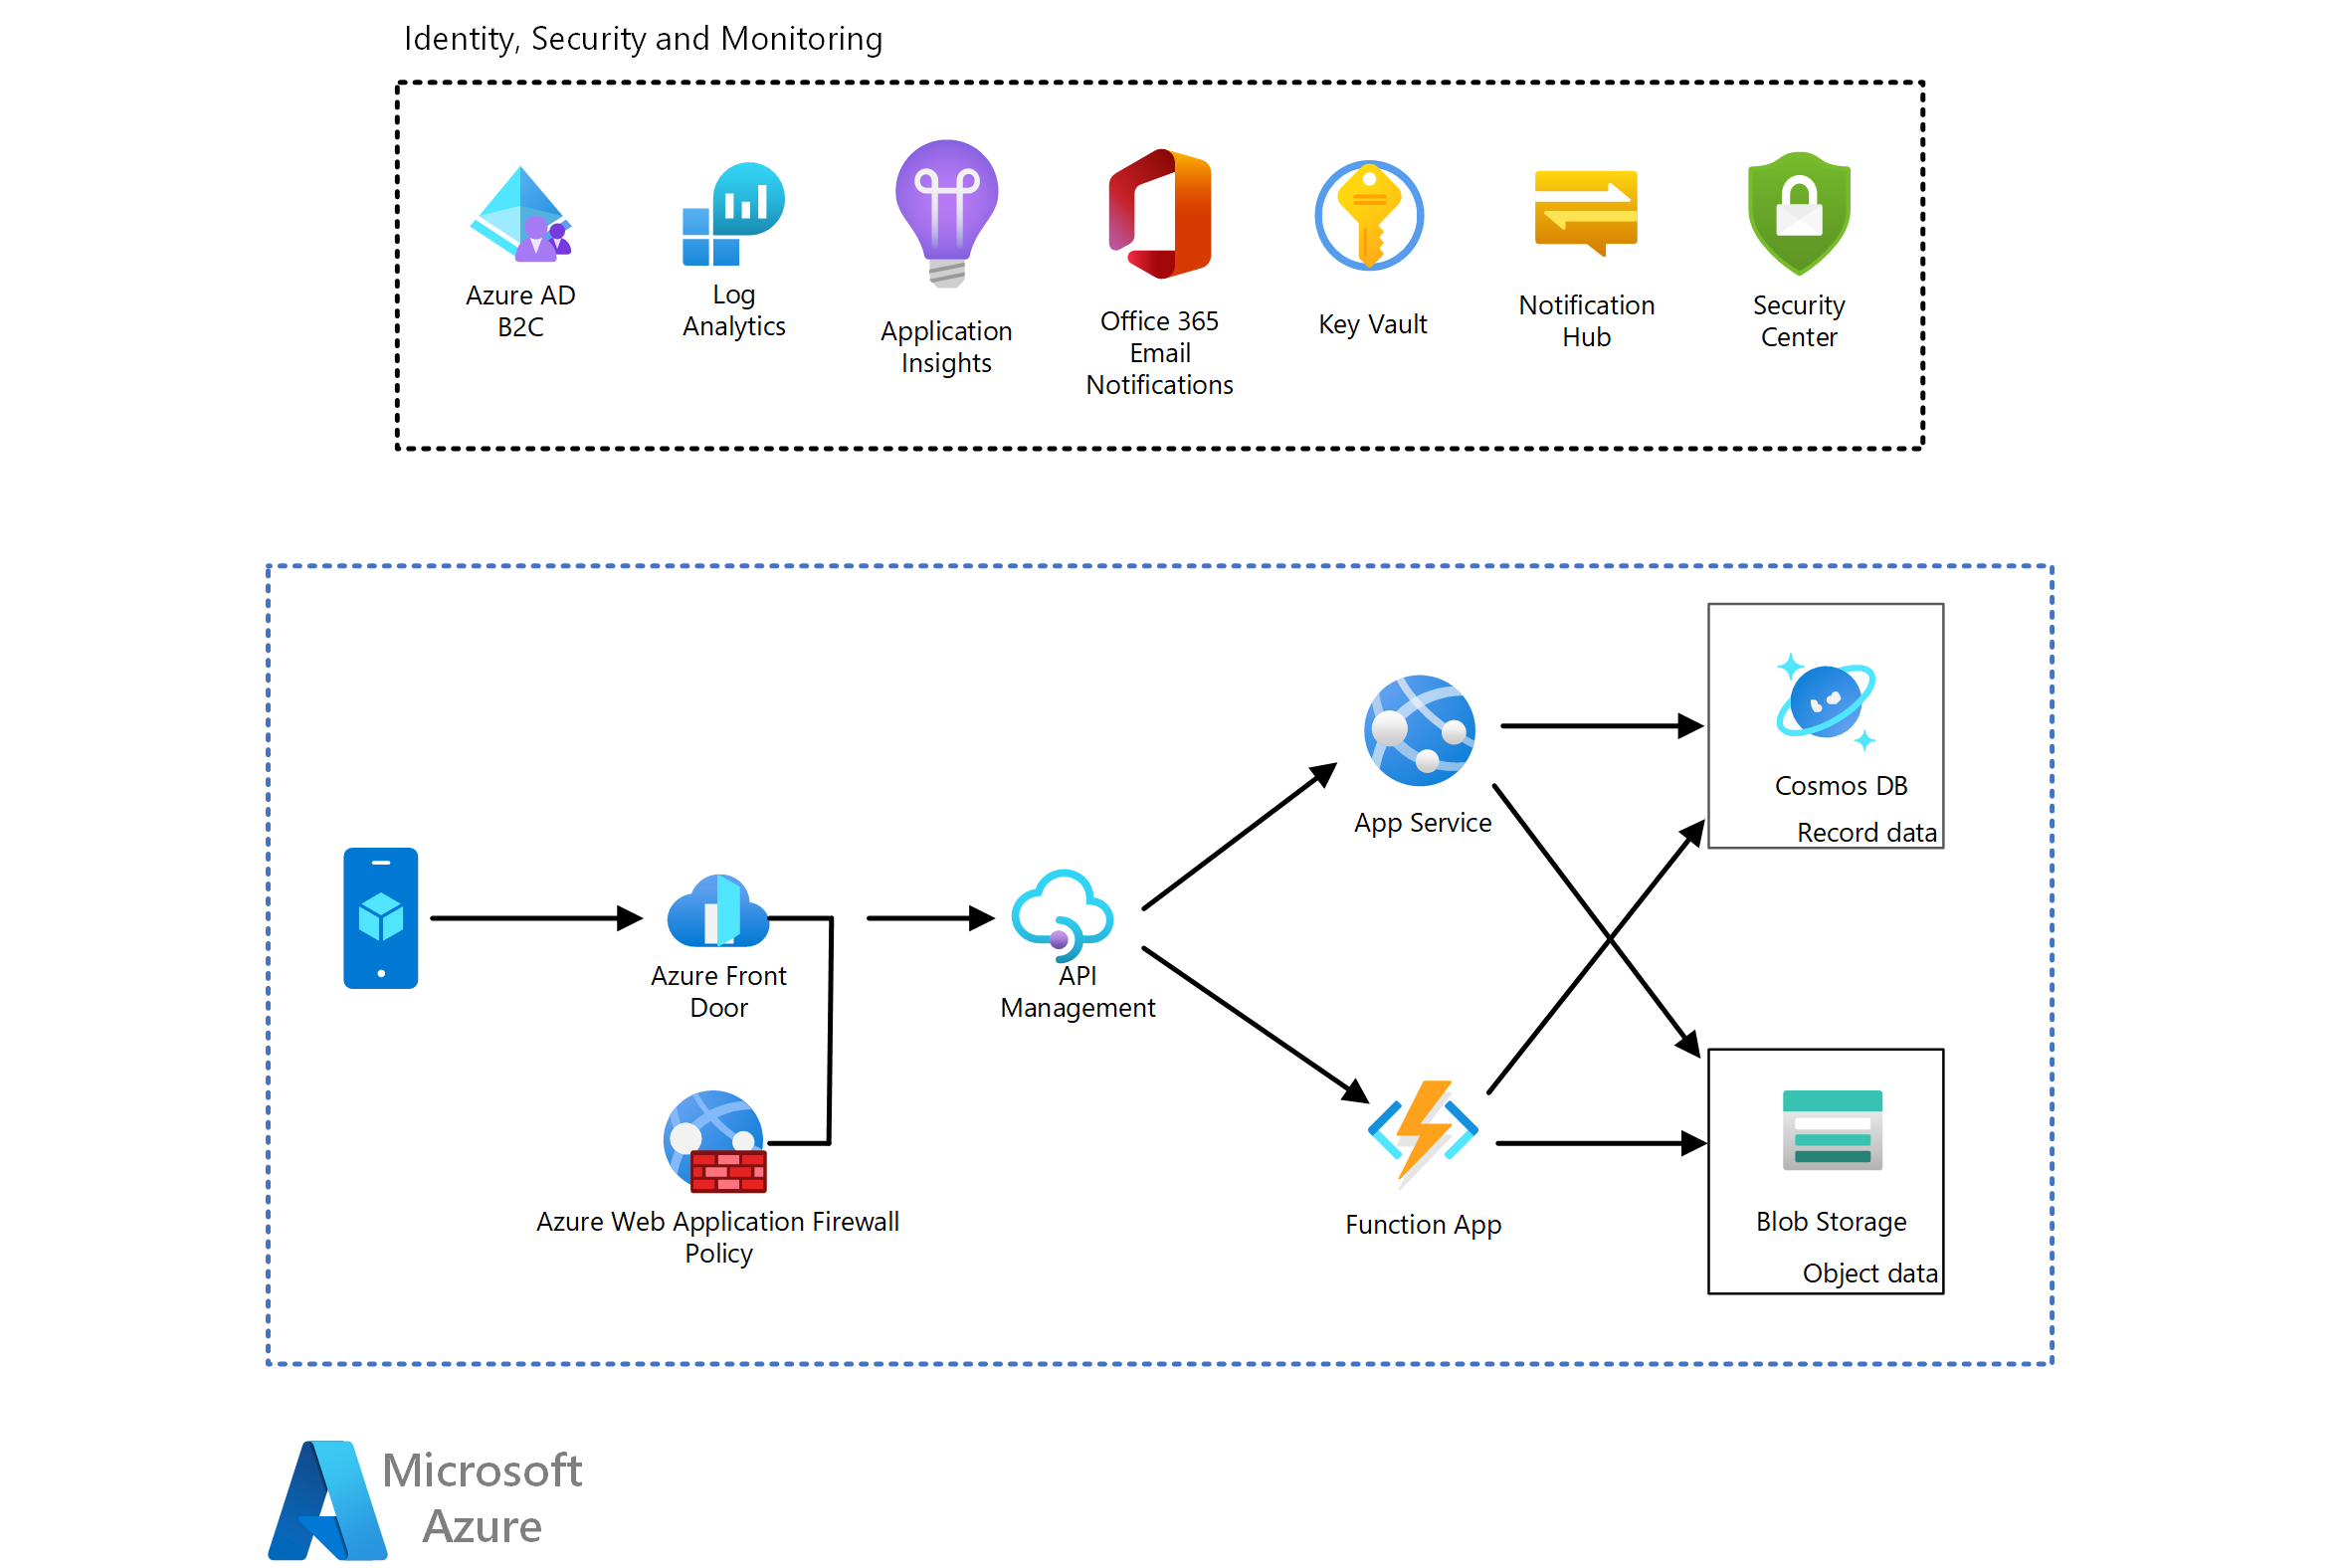 Identity, Security and Monitoring
Azure AD
B2C
Log
Analytics
Application
Insights
Office 365
Email
Notifications
Key Vault
Notification
Hub
Security
Center
Cosmos DB
Record data
App Service
Azure Front
Door
API
Management
Azure Web Application Firewall
Policy
Function App
Blob Storage
Object data
Microsoft
Azure